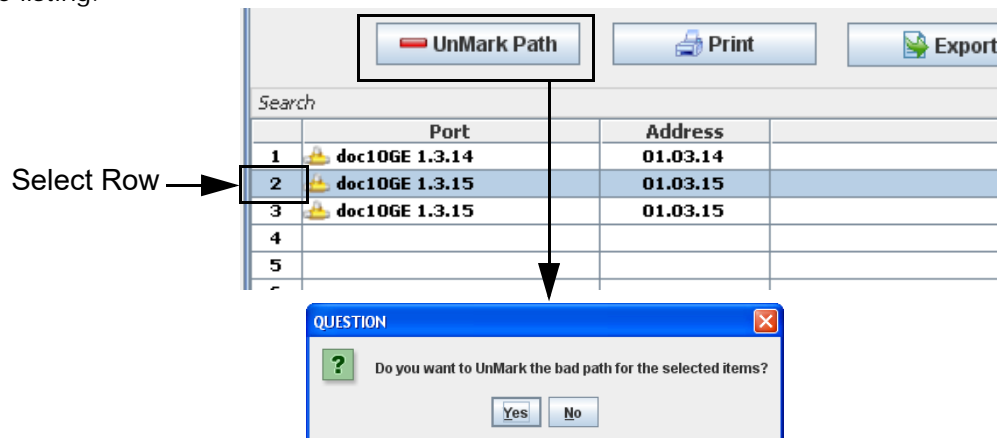 listing.
UnMark Path Print Export
Search
Port Address
1 doc10GE 1.3.14 01.03.14
Select Row
2 doc10GE 1.3.15 01.03.15
3 doc10GE 1.3.15 01.03.15
4
5
QUESTION
? Do you want to UnMark the bad path for the selected items?
Yes No